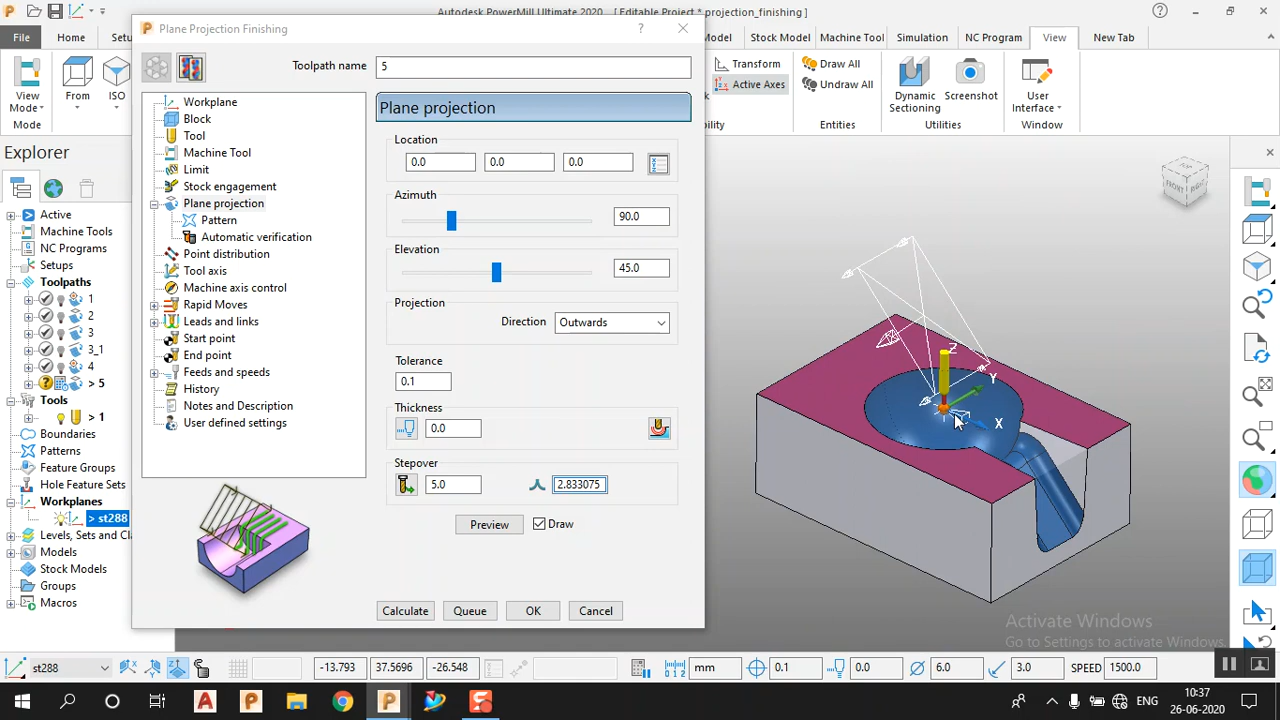 Autodesk PowerMill Ultimate 2020 - [ Editable Project * projection_finishing ]
File
Home
Setu
Model
Stock Model
Machine Tool
Simulation
NC Program
View
New Tab
View
Mode
Mode
From
ISO
Transform
Active Axes
Draw All
Undraw All
Entities
Dynamic
Sectioning
Screenshot
Utilities
User
Interface
Window
Explorer
Active
Machine Tools
NC Programs
Setups
Toolpaths
1
2
3
3_1
4
> 5
Tools
> 1
Boundaries
Patterns
Feature Groups
Hole Feature Sets
Workplanes
> st288
Levels, Sets and Cla
Models
Stock Models
Groups
Macros
Plane Projection Finishing
?
Toolpath name
5
Workplane
Block
Tool
Machine Tool
Limit
Stock engagement
Plane projection
Pattern
Automatic verification
Point distribution
Tool axis
Machine axis control
Rapid Moves
Leads and links
Start point
End point
Feeds and speeds
History
Notes and Description
User defined settings
Plane projection
Location
0.0 0.0 0.0
Azimuth
90.0
Elevation
45.0
Projection
Direction Outwards
Tolerance
0.1
Thickness
0.0
Stepover
5.0 2.833075
Preview Draw
Calculate Queue OK Cancel
Z
Y
X
Activate Windows
Go to Settings to activate Windows.
st288
-13.793 37.5696 -26.548
mm 0.1 0.0 6.0 3.0 SPEED 1500.0
ENG
10:37
26-06-2020